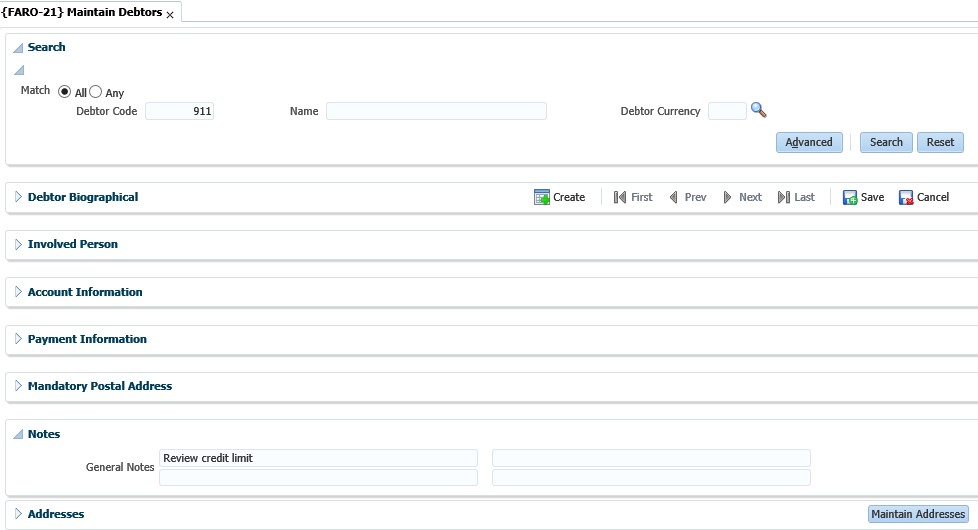 {FARO-21} Maintain Debtors x
Search
Match All Any
Debtor Code 911 Name Debtor Currency
Advanced Search Reset
Debtor Biographical Create First Prev Next Last Save Cancel
Involved Person
Account Information
Payment Information
Mandatory Postal Address
Notes
General Notes Review credit limit
Addresses Maintain Addresses